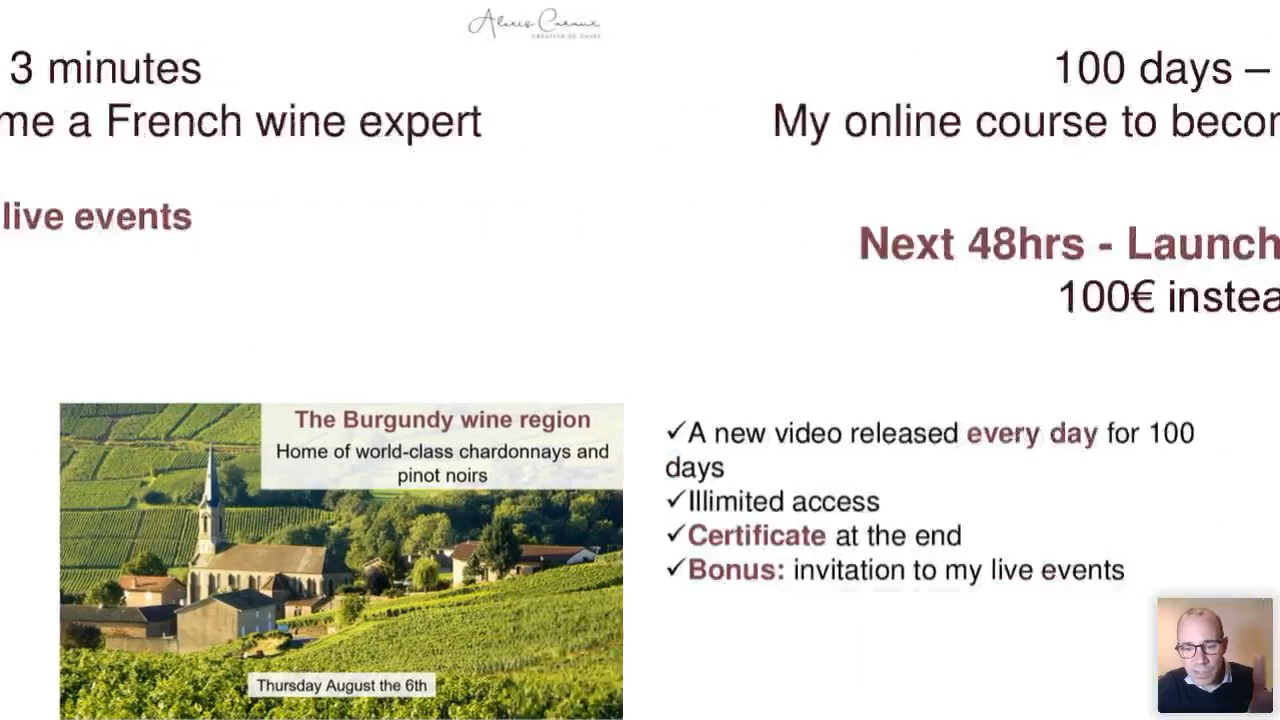 3 minutes
me a French wine expert
live events
The Burgundy wine region
Home of world-class chardonnays and
pinot noirs
Thursday August the 6th
100 days –
My online course to becor
Next 48hrs - Launch
100€ instea
✓A new video released every day for 100
days
✓Illimited access
✓Certificate at the end
✓Bonus: invitation to my live events